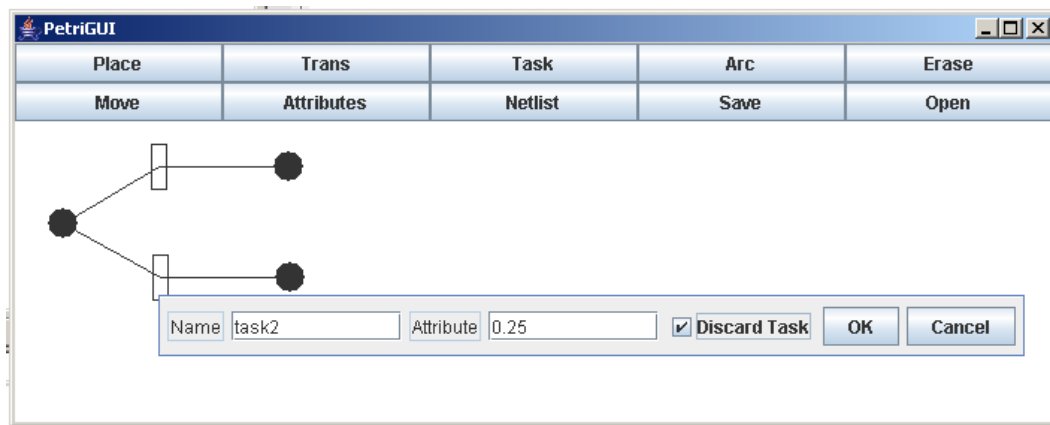 PetriGUI
Place Trans Task Arc Erase
Move Attributes Netlist Save Open
Name task2 Attribute 0.25 Discard Task OK Cancel